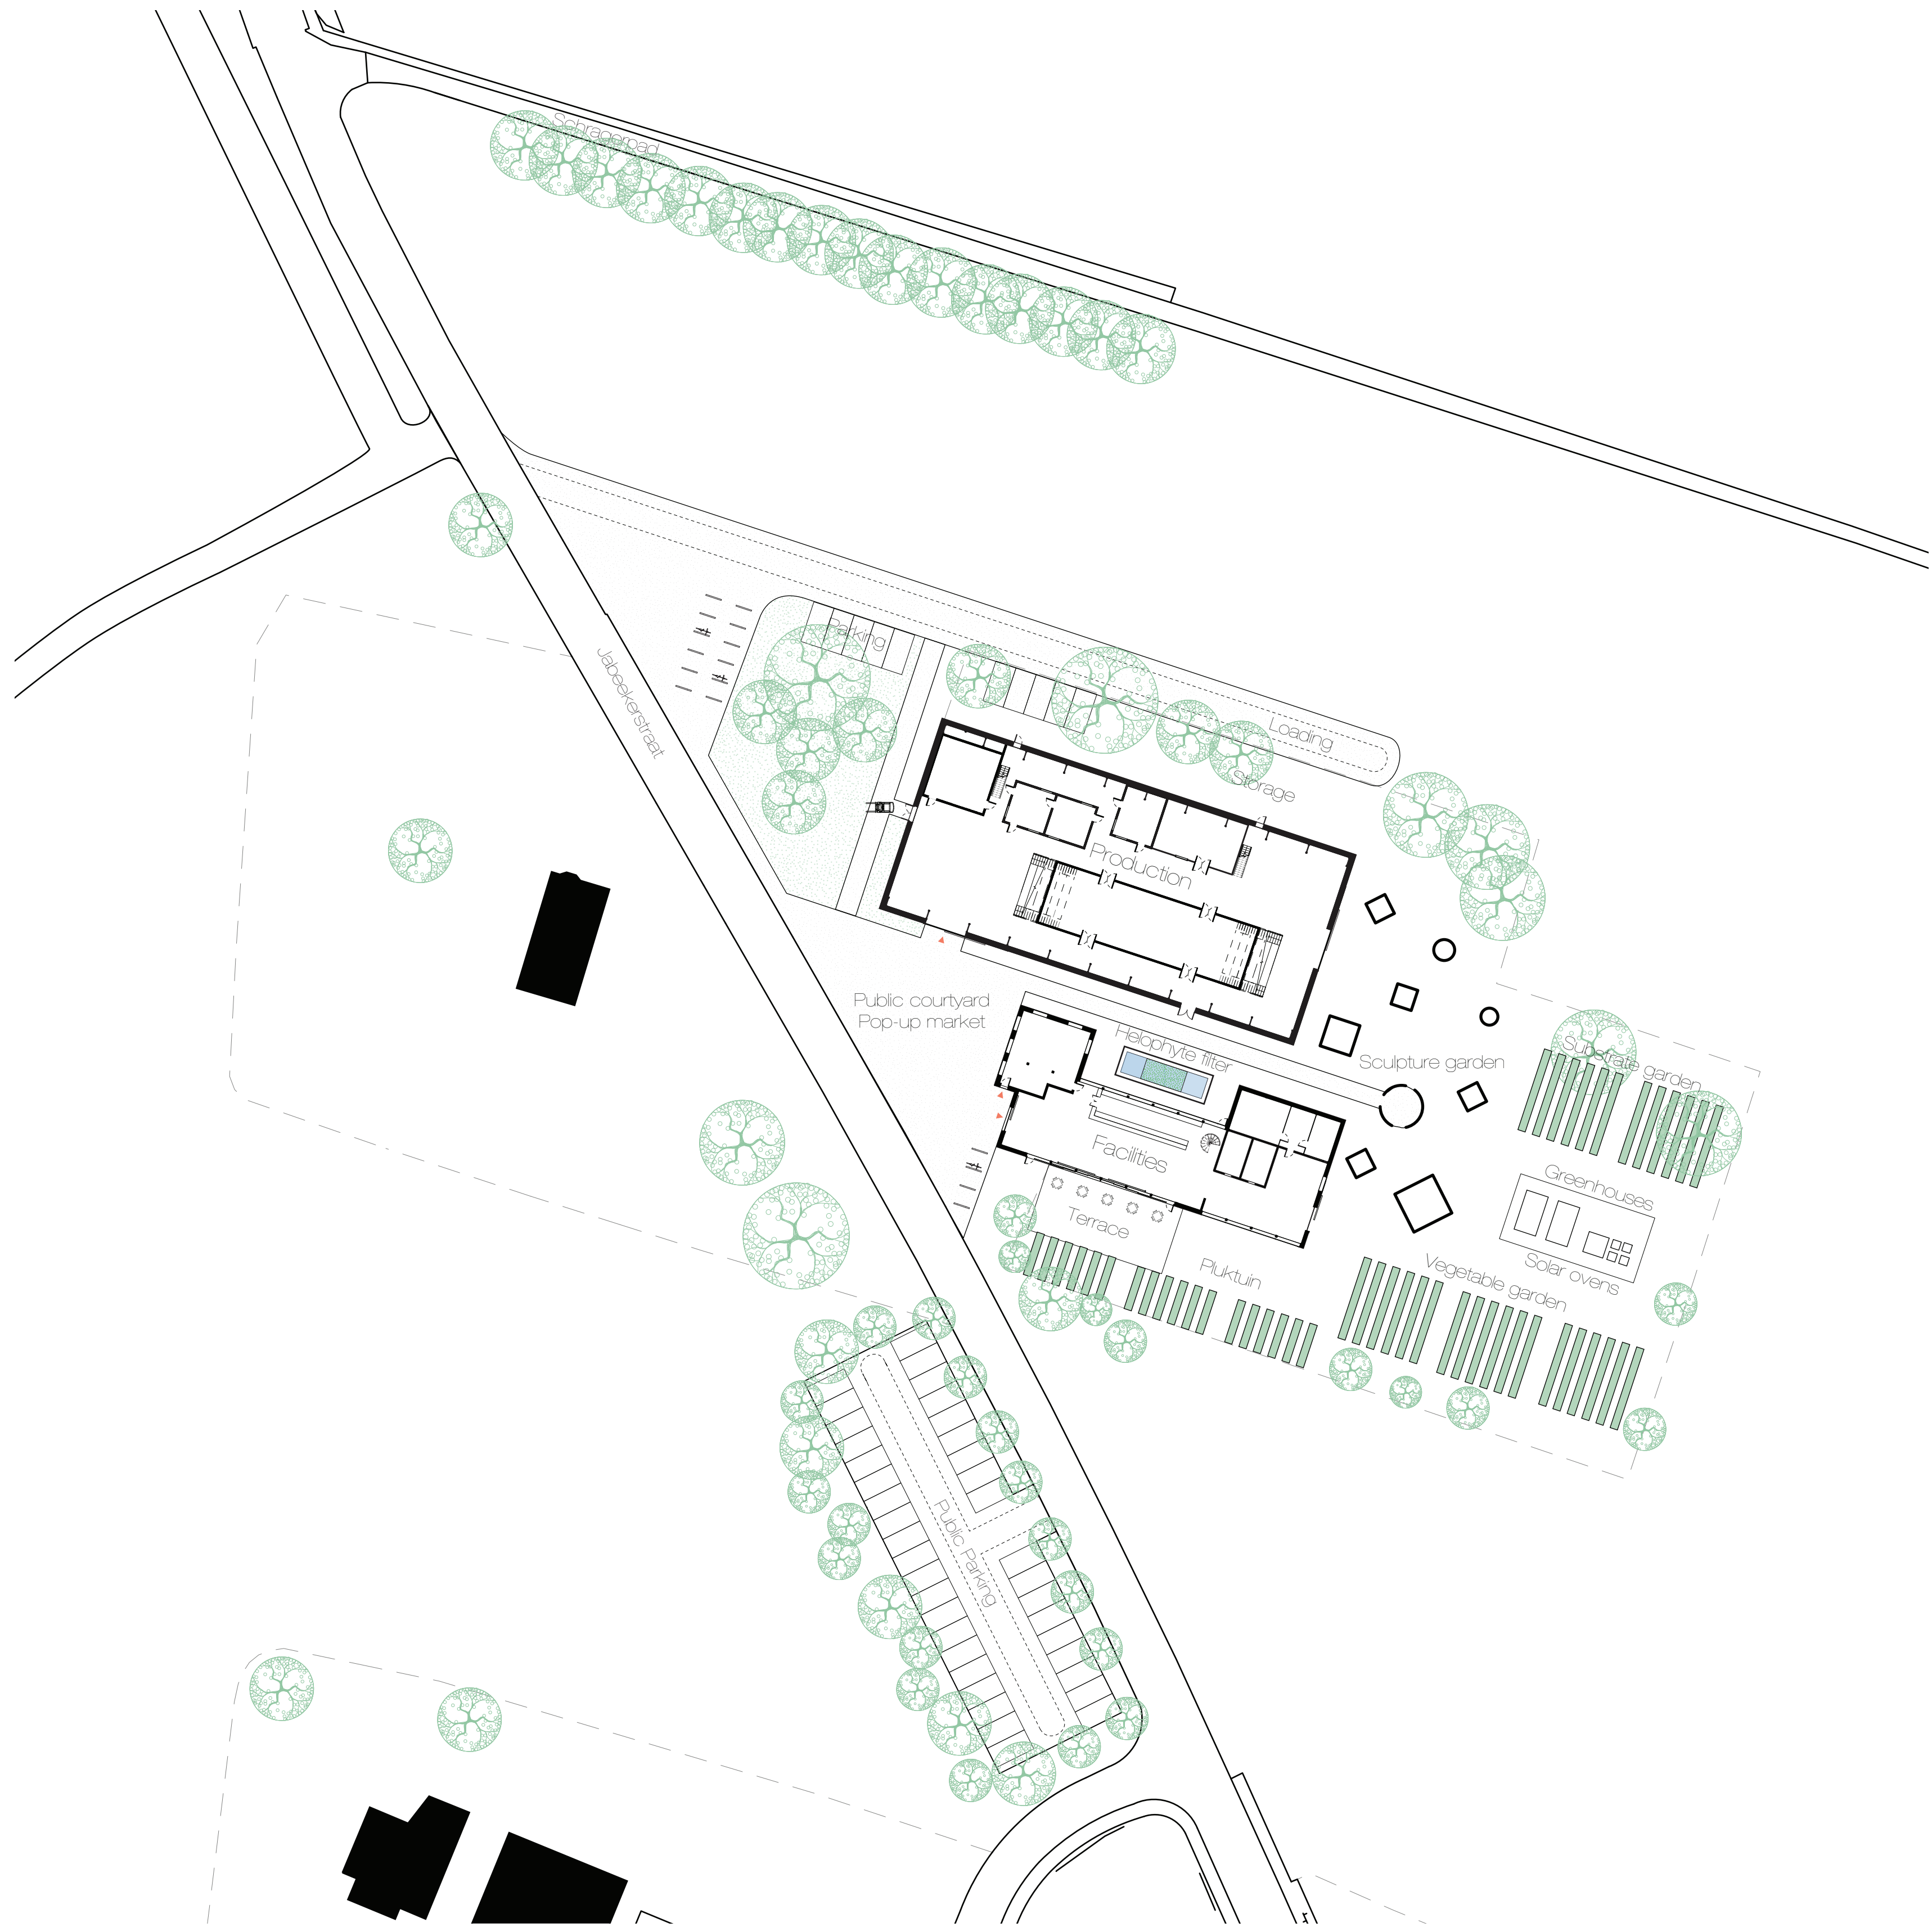 Schragerpad
Parking
Jabeekerstraat
Loading
Storage
Production
Public courtyard
Pop-up market
Helophyte filter
Sculpture garden
Substrate garden
Facilities
Greenhouses
Terrace
Solar ovens
Pluktuin
Vegetable garden
Public Parking